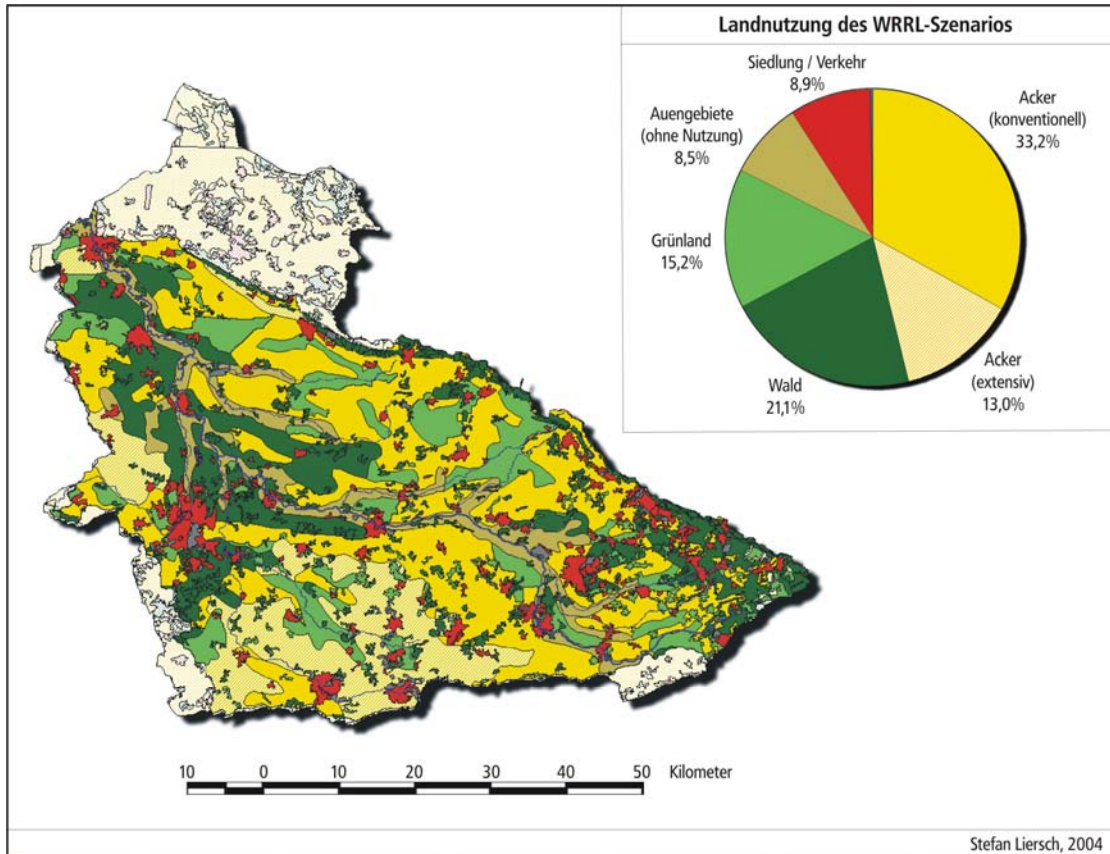 Landnutzung des WRRL-Szenarios
Siedlung / Verkehr
8,9%
Acker
(konventionell)
33,2%
Auengebiete
(ohne Nutzung)
8,5%
Grünland
15,2%
Wald
21,1%
Acker
(extensiv)
13,0%
10 0 10 20 30 40 50 Kilometer
Stefan Liersch, 2004